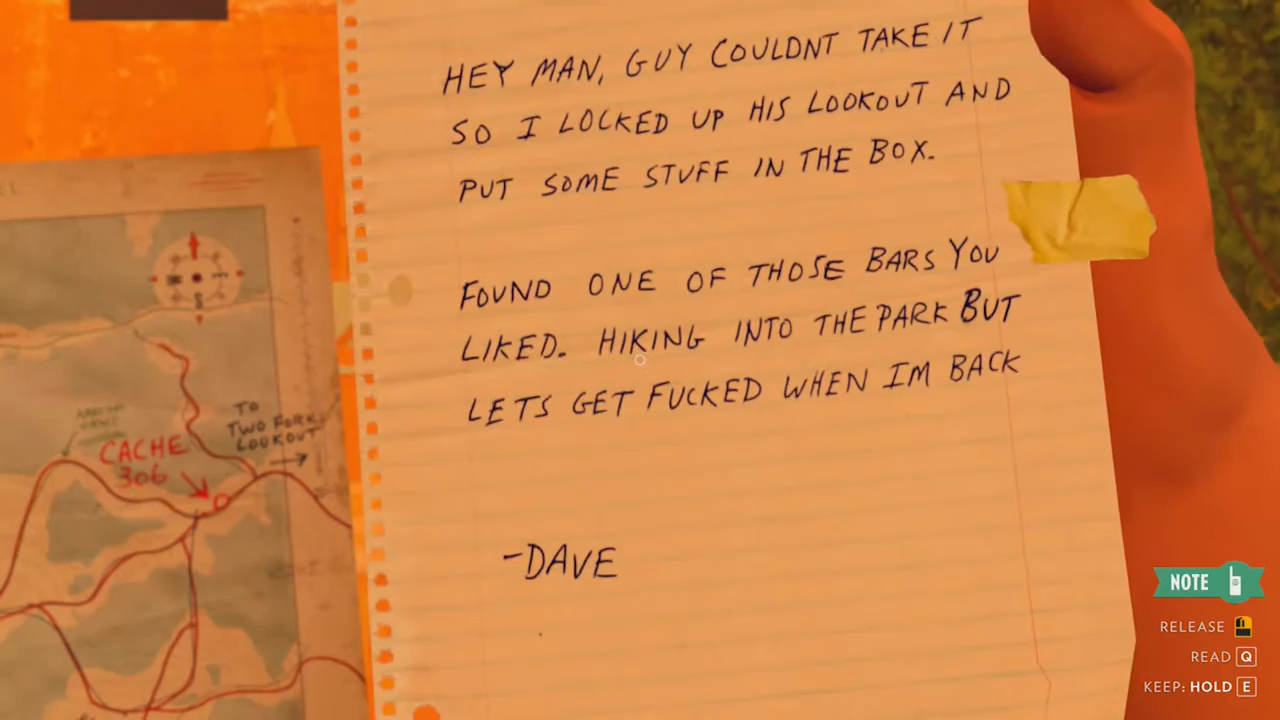 HEY MAN, GUY COULDNT TAKE IT
SO I LOCKED UP HIS LOOKOUT AND
PUT SOME STUFF IN THE BOX.
FOUND ONE OF THOSE BARS YOU
LIKED. HIKING INTO THE PARK BUT
LETS GET FUCKED WHEN IM BACK
-DAVE
TO
TWO FORKS
LOOKOUT
CACHE
306
NOTE
RELEASE
READ Q
KEEP: HOLD E